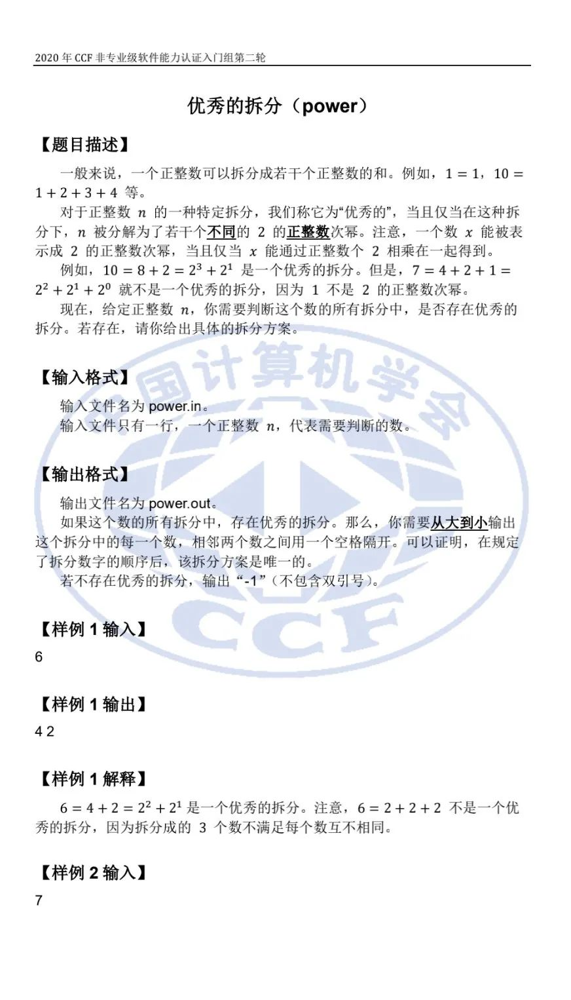 2020 年 CCF 非专业级软件能力认证入门组第二轮
优秀的拆分（power）
【题目描述】
一般来说，一个正整数可以拆分成若干个正整数的和。例如，1 = 1，10 =
1 + 2 + 3 + 4 等。
对于正整数 n 的一种特定拆分，我们称它为“优秀的”，当且仅当在这种拆
分下，n 被分解为了若干个不同的 2 的正整数次幂。注意，一个数 x 能被表
示成 2 的正整数次幂，当且仅当 x 能通过正整数个 2 相乘在一起得到。
例如，10 = 8 + 2 = 2³ + 2¹ 是一个优秀的拆分。但是，7 = 4 + 2 + 1 =
2² + 2¹ + 2⁰ 就不是一个优秀的拆分，因为 1 不是 2 的正整数次幂。
现在，给定正整数 n，你需要判断这个数的所有拆分中，是否存在优秀的
拆分。若存在，请你给出具体的拆分方案。
中国计算机学会
【输入格式】
输入文件名为 power.in。
输入文件只有一行，一个正整数 n，代表需要判断的数。
【输出格式】
输出文件名为 power.out。
如果这个数的所有拆分中，存在优秀的拆分。那么，你需要从大到小输出
这个拆分中的每一个数，相邻两个数之间用一个空格隔开。可以证明，在规定
了拆分数字的顺序后，该拆分方案是唯一的。
若不存在优秀的拆分，输出“-1”（不包含双引号）。
CCF
【样例 1 输入】
6
【样例 1 输出】
4 2
【样例 1 解释】
6 = 4 + 2 = 2² + 2¹ 是一个优秀的拆分。注意，6 = 2 + 2 + 2 不是一个优
秀的拆分，因为拆分成的 3 个数不满足每个数互不相同。
【样例 2 输入】
7